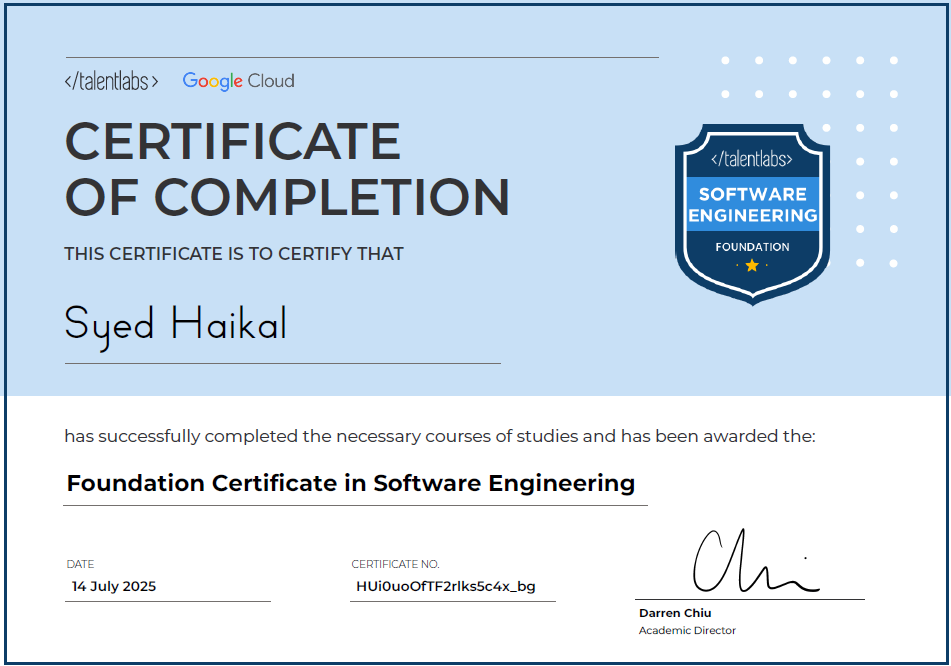 </talentlabs> Google Cloud
CERTIFICATE
OF COMPLETION
THIS CERTIFICATE IS TO CERTIFY THAT
Syed Haikal
</talentlabs>
SOFTWARE
ENGINEERING
FOUNDATION
has successfully completed the necessary courses of studies and has been awarded the:
Foundation Certificate in Software Engineering
DATE
14 July 2025
CERTIFICATE NO.
HUi0uoOfTF2rlks5c4x_bg
Darren Chiu
Academic Director